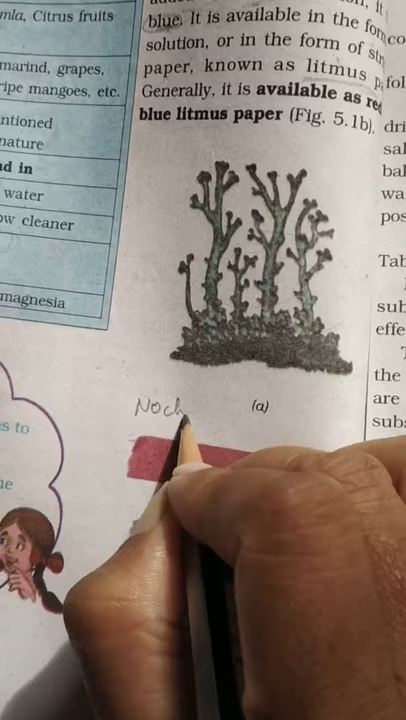 mla, Citrus fruits
marind, grapes,
ripe mangoes, etc.
ntioned
nature
d in
water
ow cleaner
magnesia
s to
ne
blue. It is available in the form
solution, or in the form of
paper, known as litmus
Generally, it is available as red
blue litmus paper (Fig. 5.1b).
(a)
Noch
co
fol
dri
sal
bal
wa
pos
Tab
sub
effe
the
are
subs